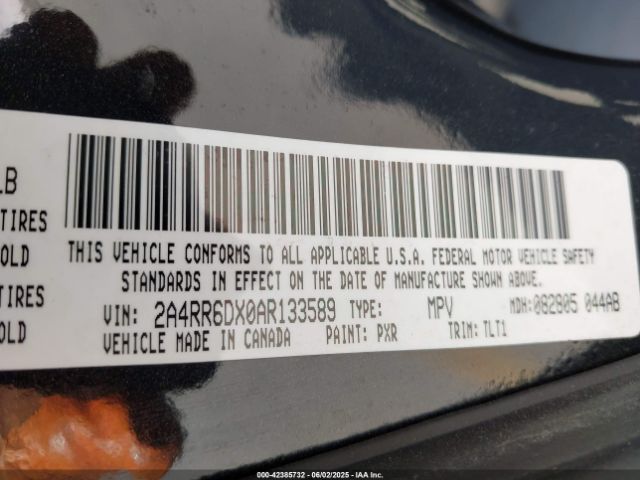 LB
TIRES
OLD
TIRES
OLD
THIS VEHICLE CONFORMS TO ALL APPLICABLE U.S.A. FEDERAL MOTOR VEHICLE SAFETY
STANDARDS IN EFFECT ON THE DATE OF MANUFACTURE SHOWN ABOVE.
VIN: 2A4RR6DX0AR133589 TYPE: MPV MDH: 082805 044AB
VEHICLE MADE IN CANADA PAINT: PXR TRIM: TLT1
000-42385732 - 06/02/2025 - IAA Inc.